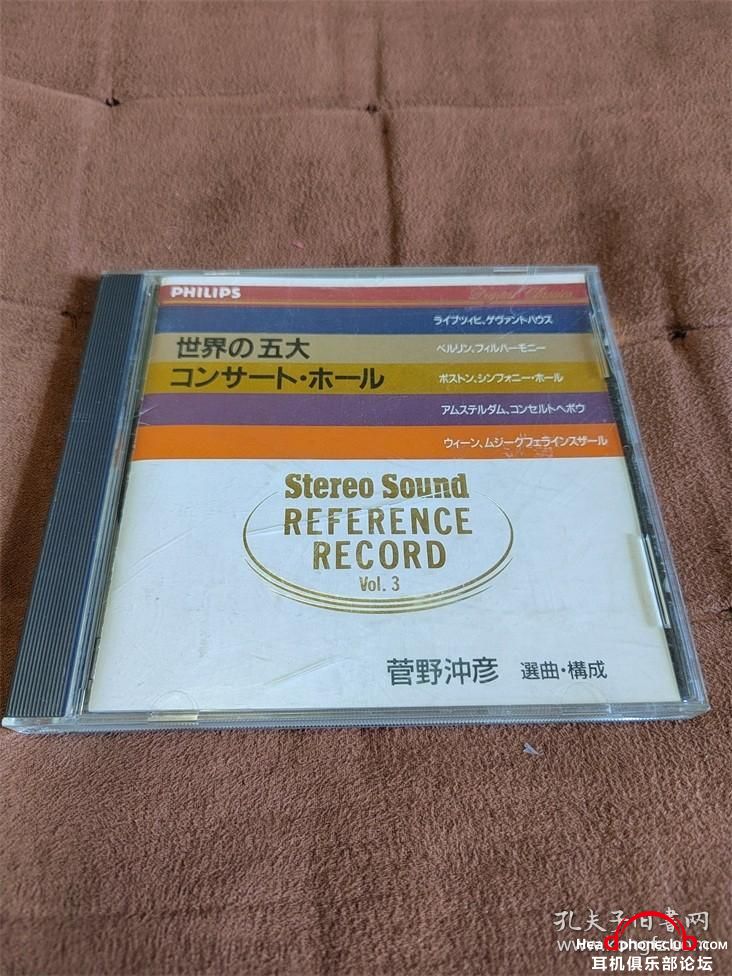 PHILIPS
ライプツィヒ、ゲヴァントハウス
世界の五大
ベルリン、フィルハーモニー
コンサート・ホール
ボストン、シンフォニー・ホール
アムステルダム、コンセルトヘボウ
ウィーン、ムジークフェラインスザール
Stereo Sound
REFERENCE
RECORD
Vol. 3
菅野沖彦 選曲・構成
孔夫子旧书网
Headphoneclub.com
耳机俱乐部论坛